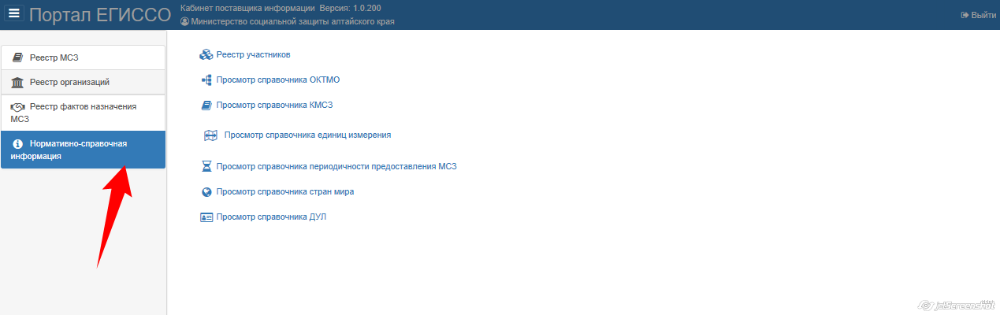 Портал ЕГИССО
Кабинет поставщика информации Версия: 1.0.200
Министерство социальной защиты алтайского края
Выйти
Реестр МСЗ
Реестр организаций
Реестр фактов назначения
МСЗ
Нормативно-справочная
информация
Реестр участников
Просмотр справочника ОКТМО
Просмотр справочника КМСЗ
Просмотр справочника единиц измерения
Просмотр справочника периодичности предоставления МСЗ
Просмотр справочника стран мира
Просмотр справочника ДУЛ
jetScreenshot